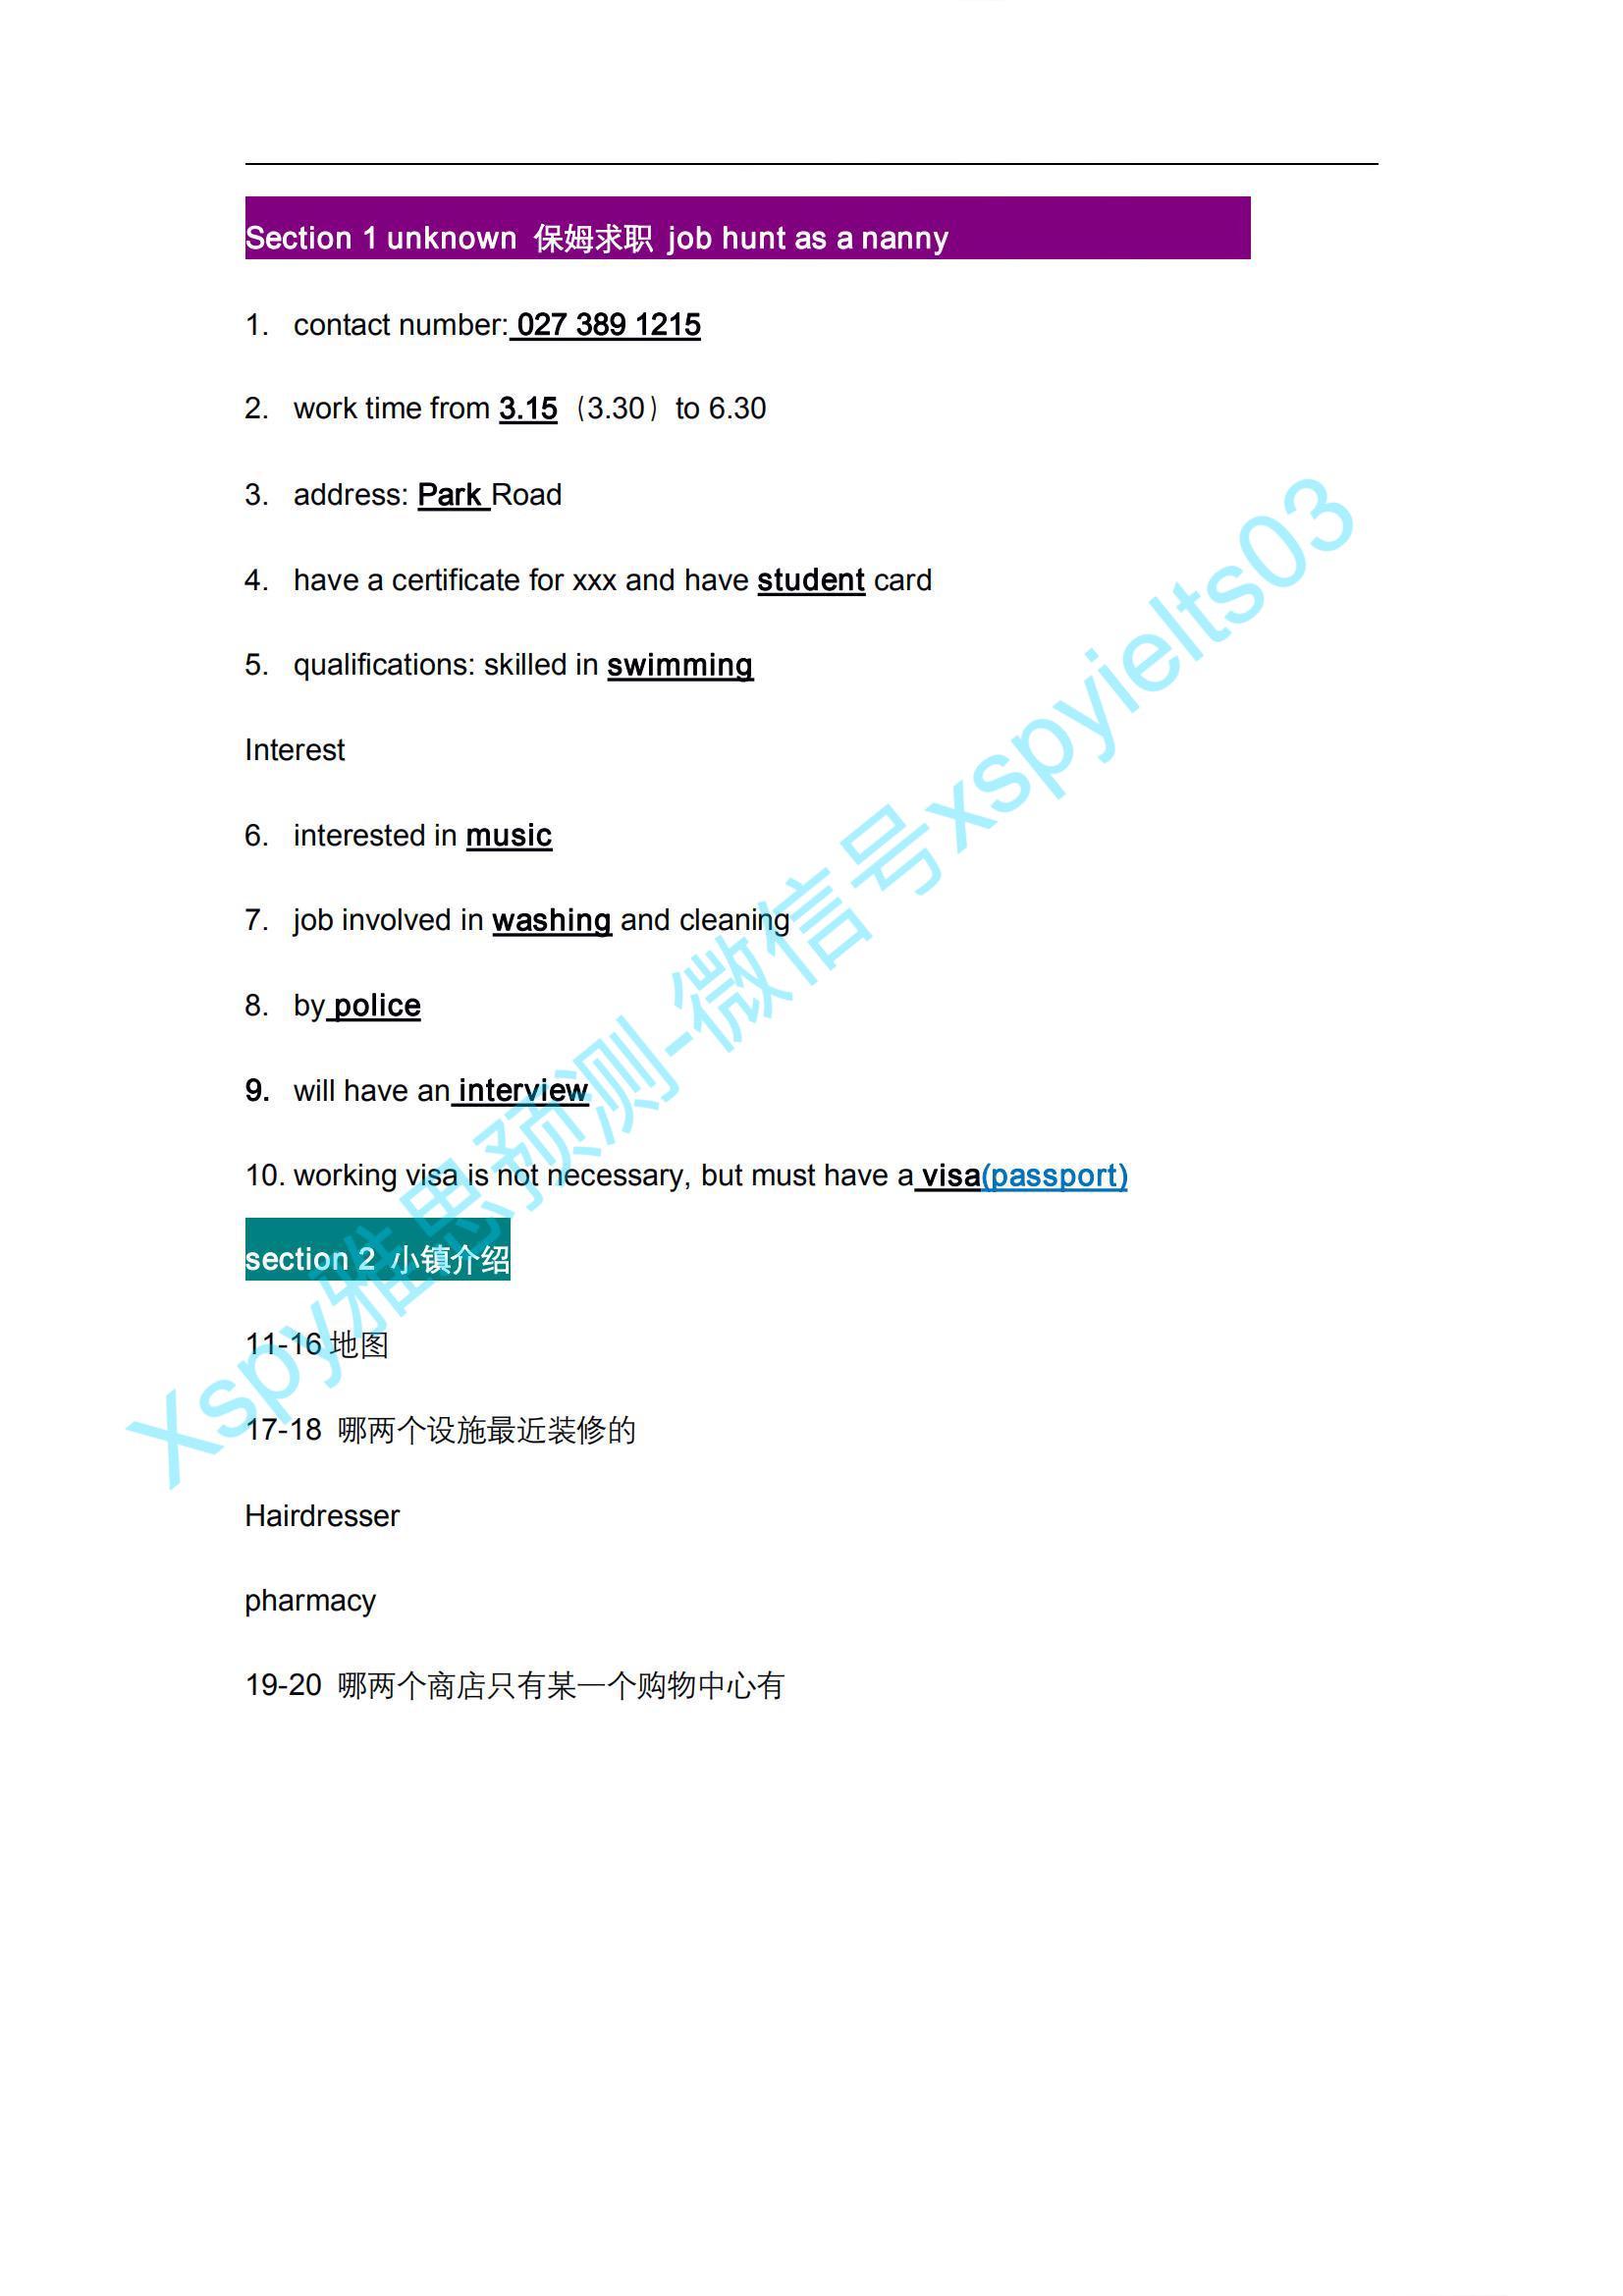 Section 1 unknown 保姆求职 job hunt as a nanny
1. contact number: 027 389 1215
2. work time from 3.15（3.30）to 6.30
3. address: Park Road
4. have a certificate for xxx and have student card
5. qualifications: skilled in swimming
Interest
6. interested in music
7. job involved in washing and cleaning
8. by police
9. will have an interview
10. working visa is not necessary, but must have a visa(passport)
section 2 小镇介绍
11-16 地图
17-18 哪两个设施最近装修的
Hairdresser
pharmacy
19-20 哪两个商店只有某一个购物中心有
Xspy雅思预测-微信号xspyielts03